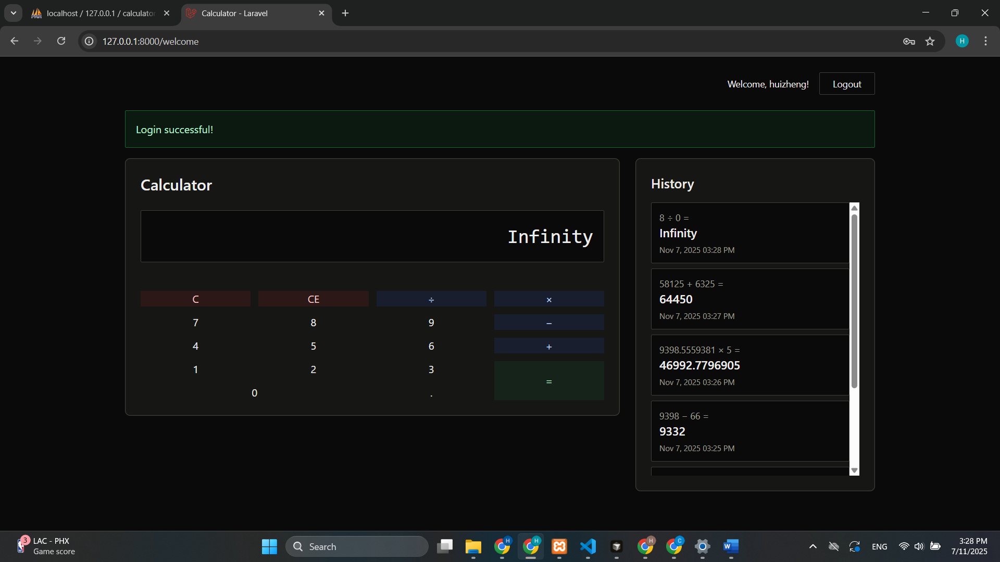 localhost / 127.0.0.1 / calculator
Calculator - Laravel
127.0.0.1:8000/welcome
H
Welcome, huizheng!
Logout
Login successful!
Calculator
Infinity
C CE ÷ ×
7 8 9 −
4 5 6 +
1 2 3 =
0 .
History
8 ÷ 0 =
Infinity
Nov 7, 2025 03:28 PM
58125 + 6325 =
64450
Nov 7, 2025 03:27 PM
9398.5559381 × 5 =
46992.7796905
Nov 7, 2025 03:26 PM
9398 − 66 =
9332
Nov 7, 2025 03:25 PM
3
LAC - PHX
Game score
Search
H
H
H
C
W
ENG
3:28 PM
7/11/2025